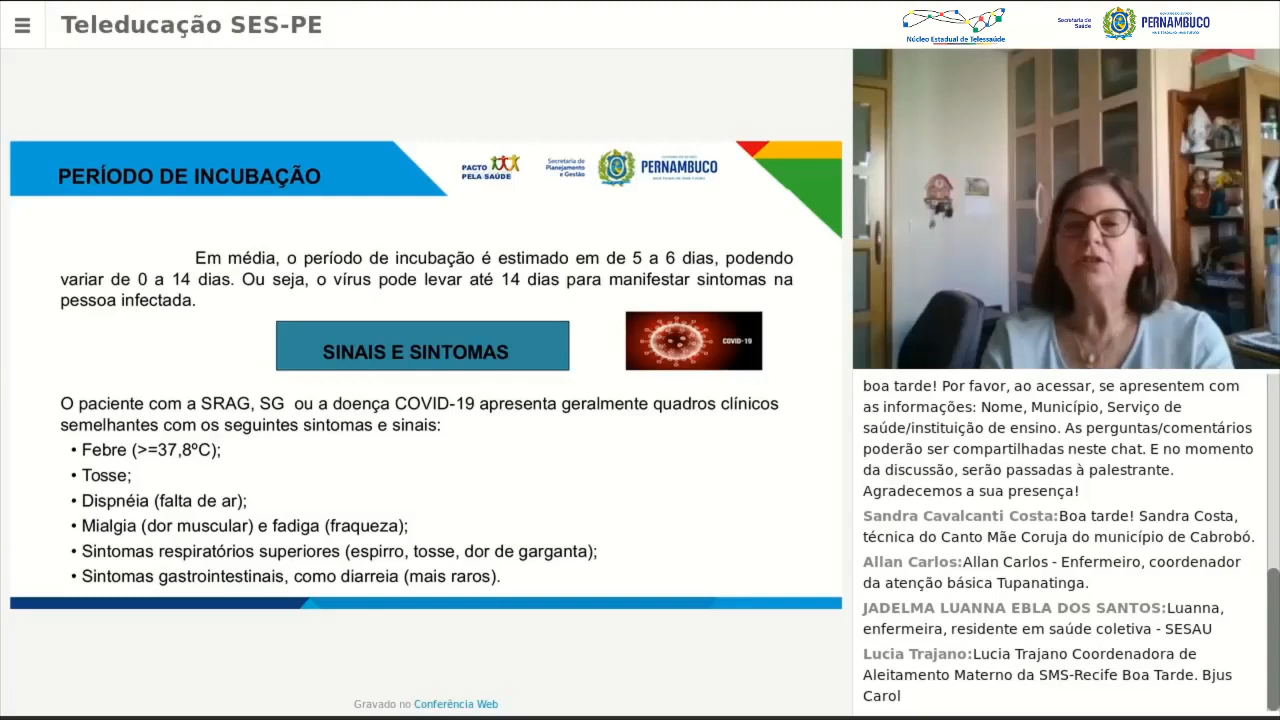 Teleducação SES-PE
Núcleo Estadual de Telessaúde
Secretaria de
Saúde
PERNAMBUCO
PERÍODO DE INCUBAÇÃO
PACTO
PELA SAÚDE
Secretaria de
Planejamento
e Gestão
PERNAMBUCO
Em média, o período de incubação é estimado em de 5 a 6 dias, podendo
variar de 0 a 14 dias. Ou seja, o vírus pode levar até 14 dias para manifestar sintomas na
pessoa infectada.
SINAIS E SINTOMAS
COVID-19
O paciente com a SRAG, SG ou a doença COVID-19 apresenta geralmente quadros clínicos
semelhantes com os seguintes sintomas e sinais:
• Febre (>=37,8ºC);
• Tosse;
• Dispnéia (falta de ar);
• Mialgia (dor muscular) e fadiga (fraqueza);
• Sintomas respiratórios superiores (espirro, tosse, dor de garganta);
• Sintomas gastrointestinais, como diarreia (mais raros).
Gravado no Conferência Web
boa tarde! Por favor, ao acessar, se apresentem com
as informações: Nome, Município, Serviço de
saúde/instituição de ensino. As perguntas/comentários
poderão ser compartilhadas neste chat. E no momento
da discussão, serão passadas à palestrante.
Agradecemos a sua presença!
Sandra Cavalcanti Costa:Boa tarde! Sandra Costa,
técnica do Canto Mãe Coruja do município de Cabrobó.
Allan Carlos:Allan Carlos - Enfermeiro, coordenador
da atenção básica Tupanatinga.
JADELMA LUANNA EBLA DOS SANTOS:Luanna,
enfermeira, residente em saúde coletiva - SESAU
Lucia Trajano:Lucia Trajano Coordenadora de
Aleitamento Materno da SMS-Recife Boa Tarde. Bjus
Carol